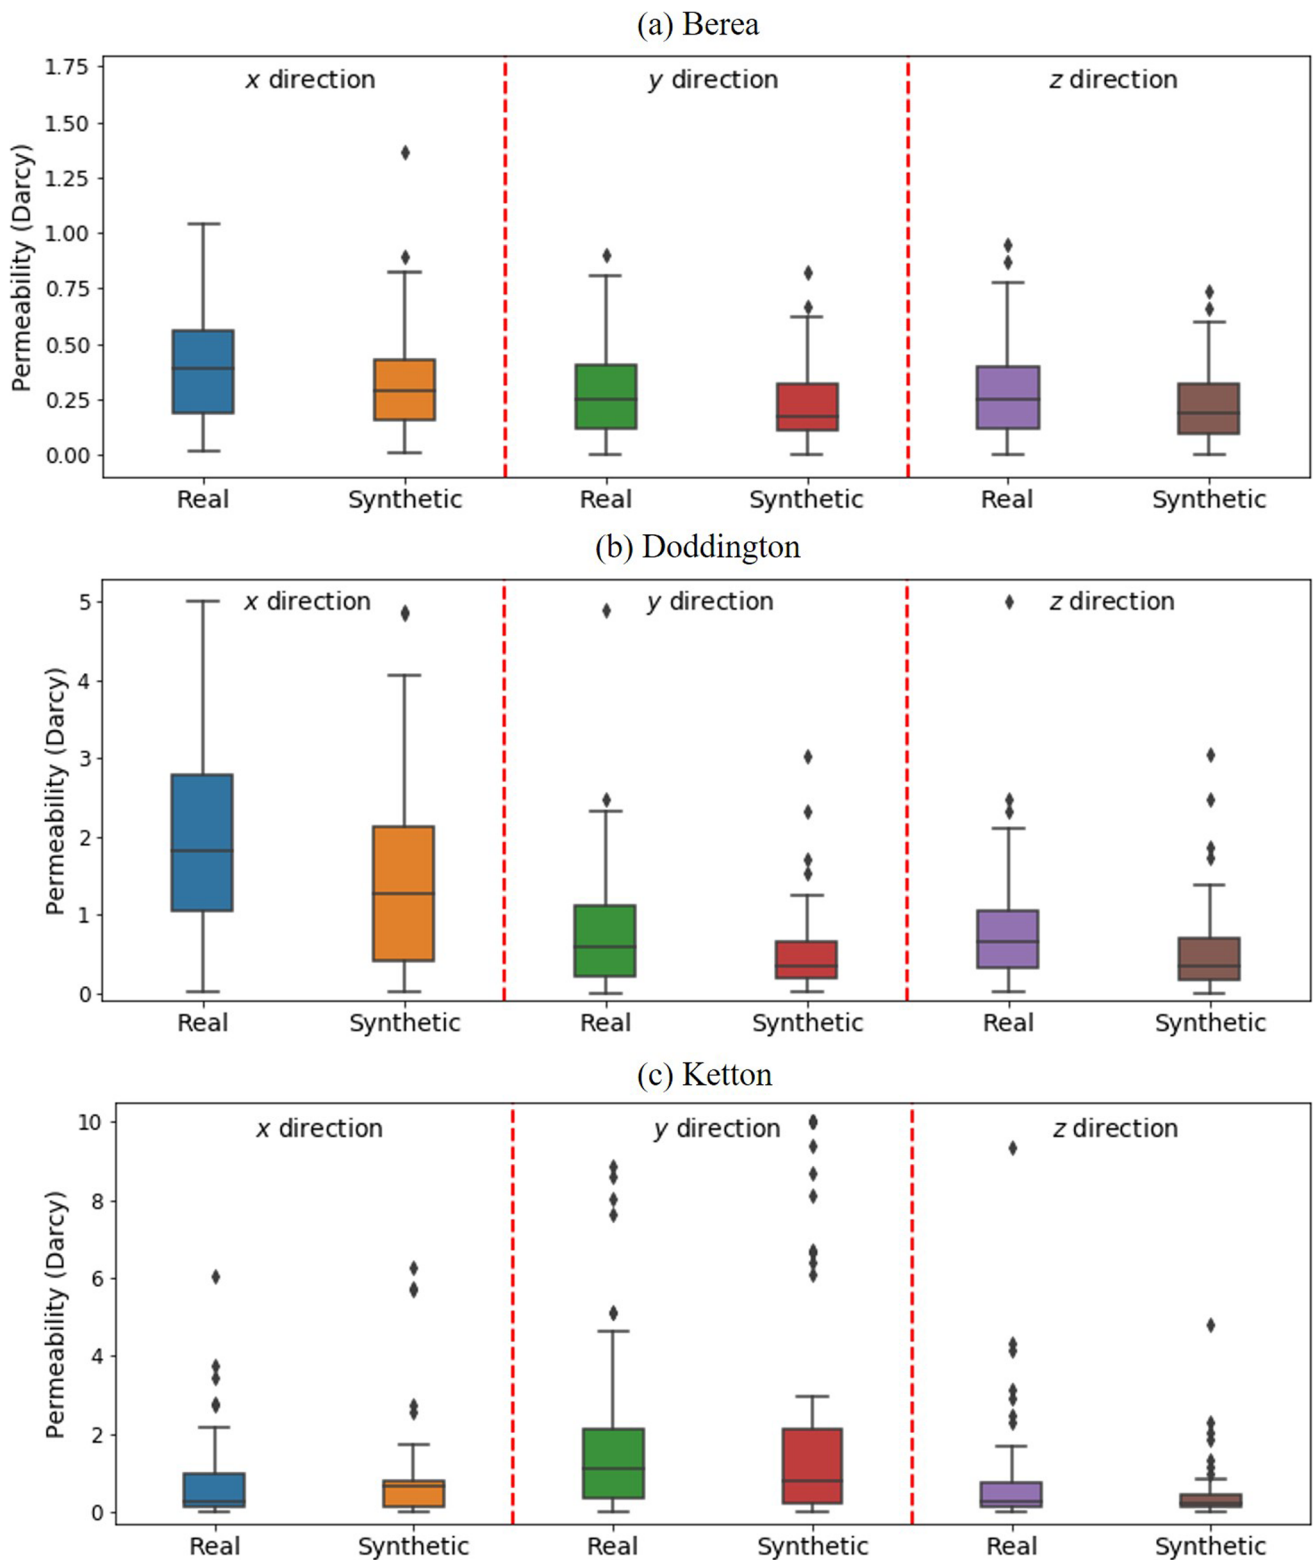 (a) Berea
x direction y direction z direction
Permeability (Darcy)
1.75
1.50
1.25
1.00
0.75
0.50
0.25
0.00
Real Synthetic Real Synthetic Real Synthetic
(b) Doddington
x direction y direction z direction
Permeability (Darcy)
5
4
3
2
1
0
Real Synthetic Real Synthetic Real Synthetic
(c) Ketton
x direction y direction z direction
Permeability (Darcy)
10
8
6
4
2
0
Real Synthetic Real Synthetic Real Synthetic